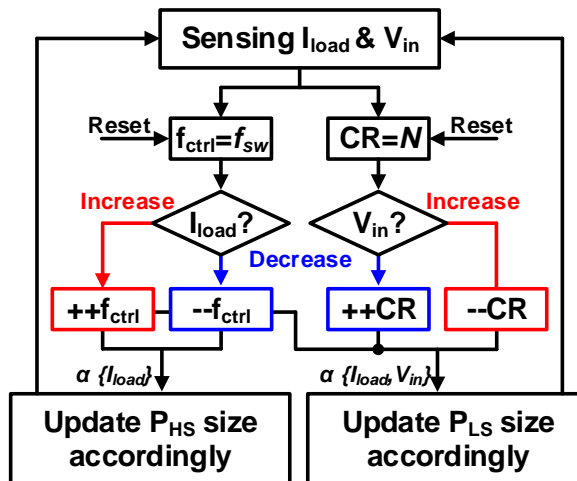 Sensing I_load & V_in
Reset
f_ctrl=f_sw
CR=N
Reset
Increase
I_load?
V_in?
Increase
Decrease
++f_ctrl
--f_ctrl
++CR
--CR
α {I_load}
α {I_load,V_in}
Update P_HS size
accordingly
Update P_LS size
accordingly